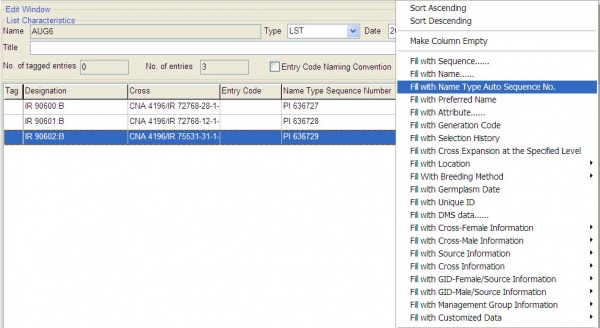 Edit Window
List Characteristics
Name AUG6 Type LST Date 20
Title
No. of tagged entries 0 No. of entries 3 Entry Code Naming Convention
Tag Designation Cross Entry Code Name Type Sequence Number
IR 90600:B CNA 4196/IR 72768-28-1- PI 636727
IR 90601:B CNA 4196/IR 72768-12-1- PI 636728
IR 90602:B CNA 4196/IR 75531-31-1- PI 636729
Sort Ascending
Sort Descending
Make Column Empty
Fill with Sequence......
Fill with Name......
Fill with Name Type Auto Sequence No.
Fill with Preferred Name
Fill with Attribute......
Fill with Generation Code
Fill with Selection History
Fill with Cross Expansion at the Specified Level
Fill with Location
Fill With Breeding Method
Fill with Germplasm Date
Fill with Unique ID
Fill with DMS data......
Fill with Cross-Female Information
Fill with Cross-Male Information
Fill with Source Information
Fill with Cross Information
Fill with GID-Female/Source Information
Fill with GID-Male/Source Information
Fill with Management Group Information
Fill with Customized Data